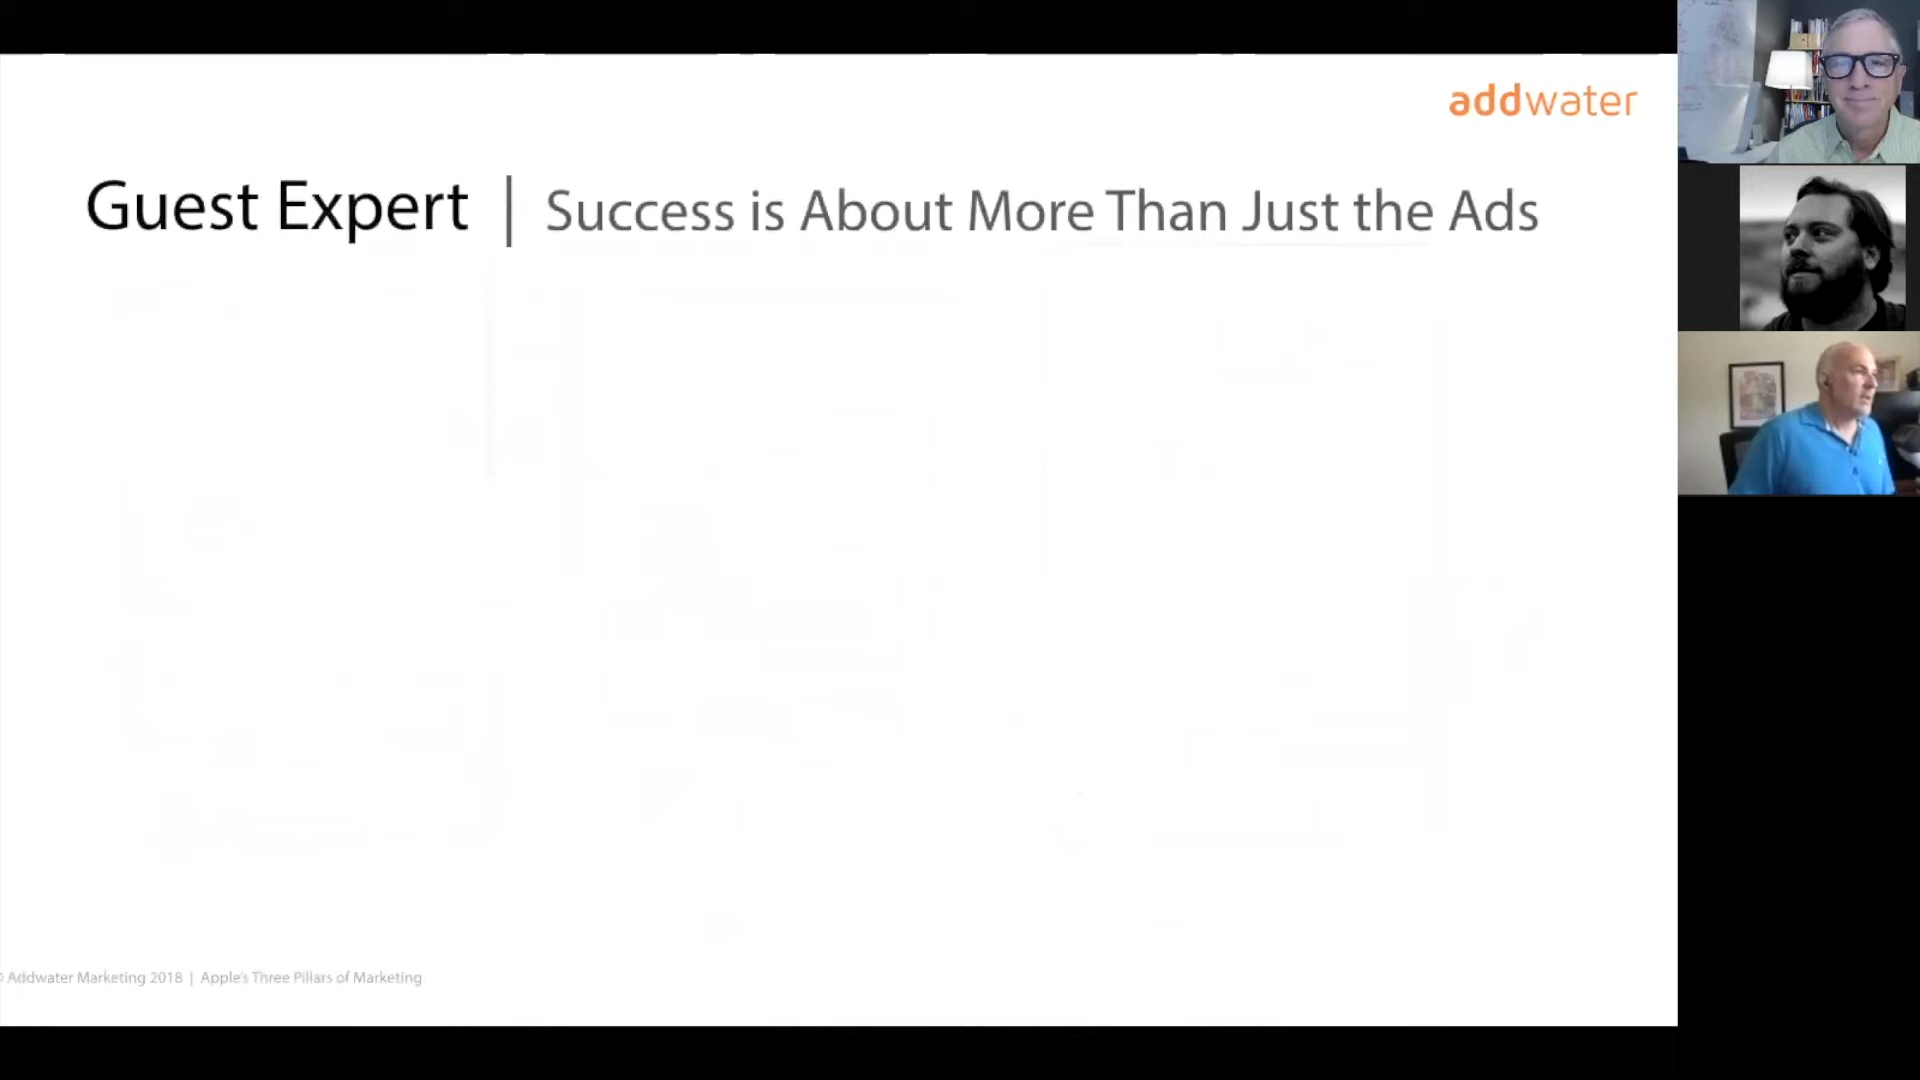 addwater
Guest Expert | Success is About More Than Just the Ads
© Addwater Marketing 2018 | Apple's Three Pillars of Marketing